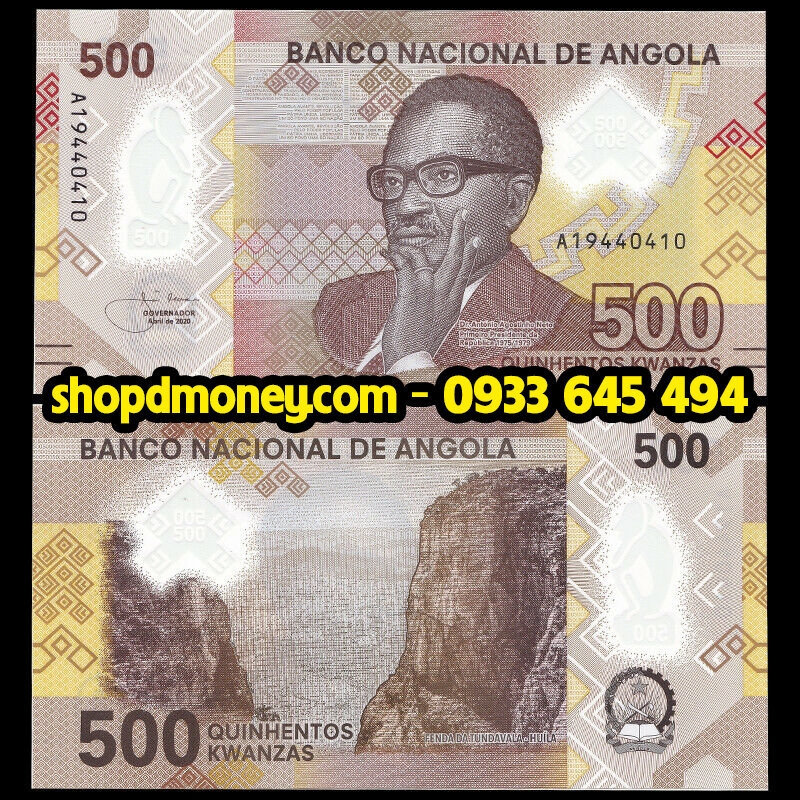 500
BANCO NACIONAL DE ANGOLA
A19440410
500
500
500
A19440410
GOVERNADOR
Abril de 2020
Dr. António Agostinho Neto
Primeiro Presidente da
República 1975/1979
500
QUINHENTOS KWANZAS
shopdmoney.com - 0933 645 494
BANCO NACIONAL DE ANGOLA
500
500
500
500
500
QUINHENTOS
KWANZAS
FENDA DA TUNDAVALA - HUÍLA